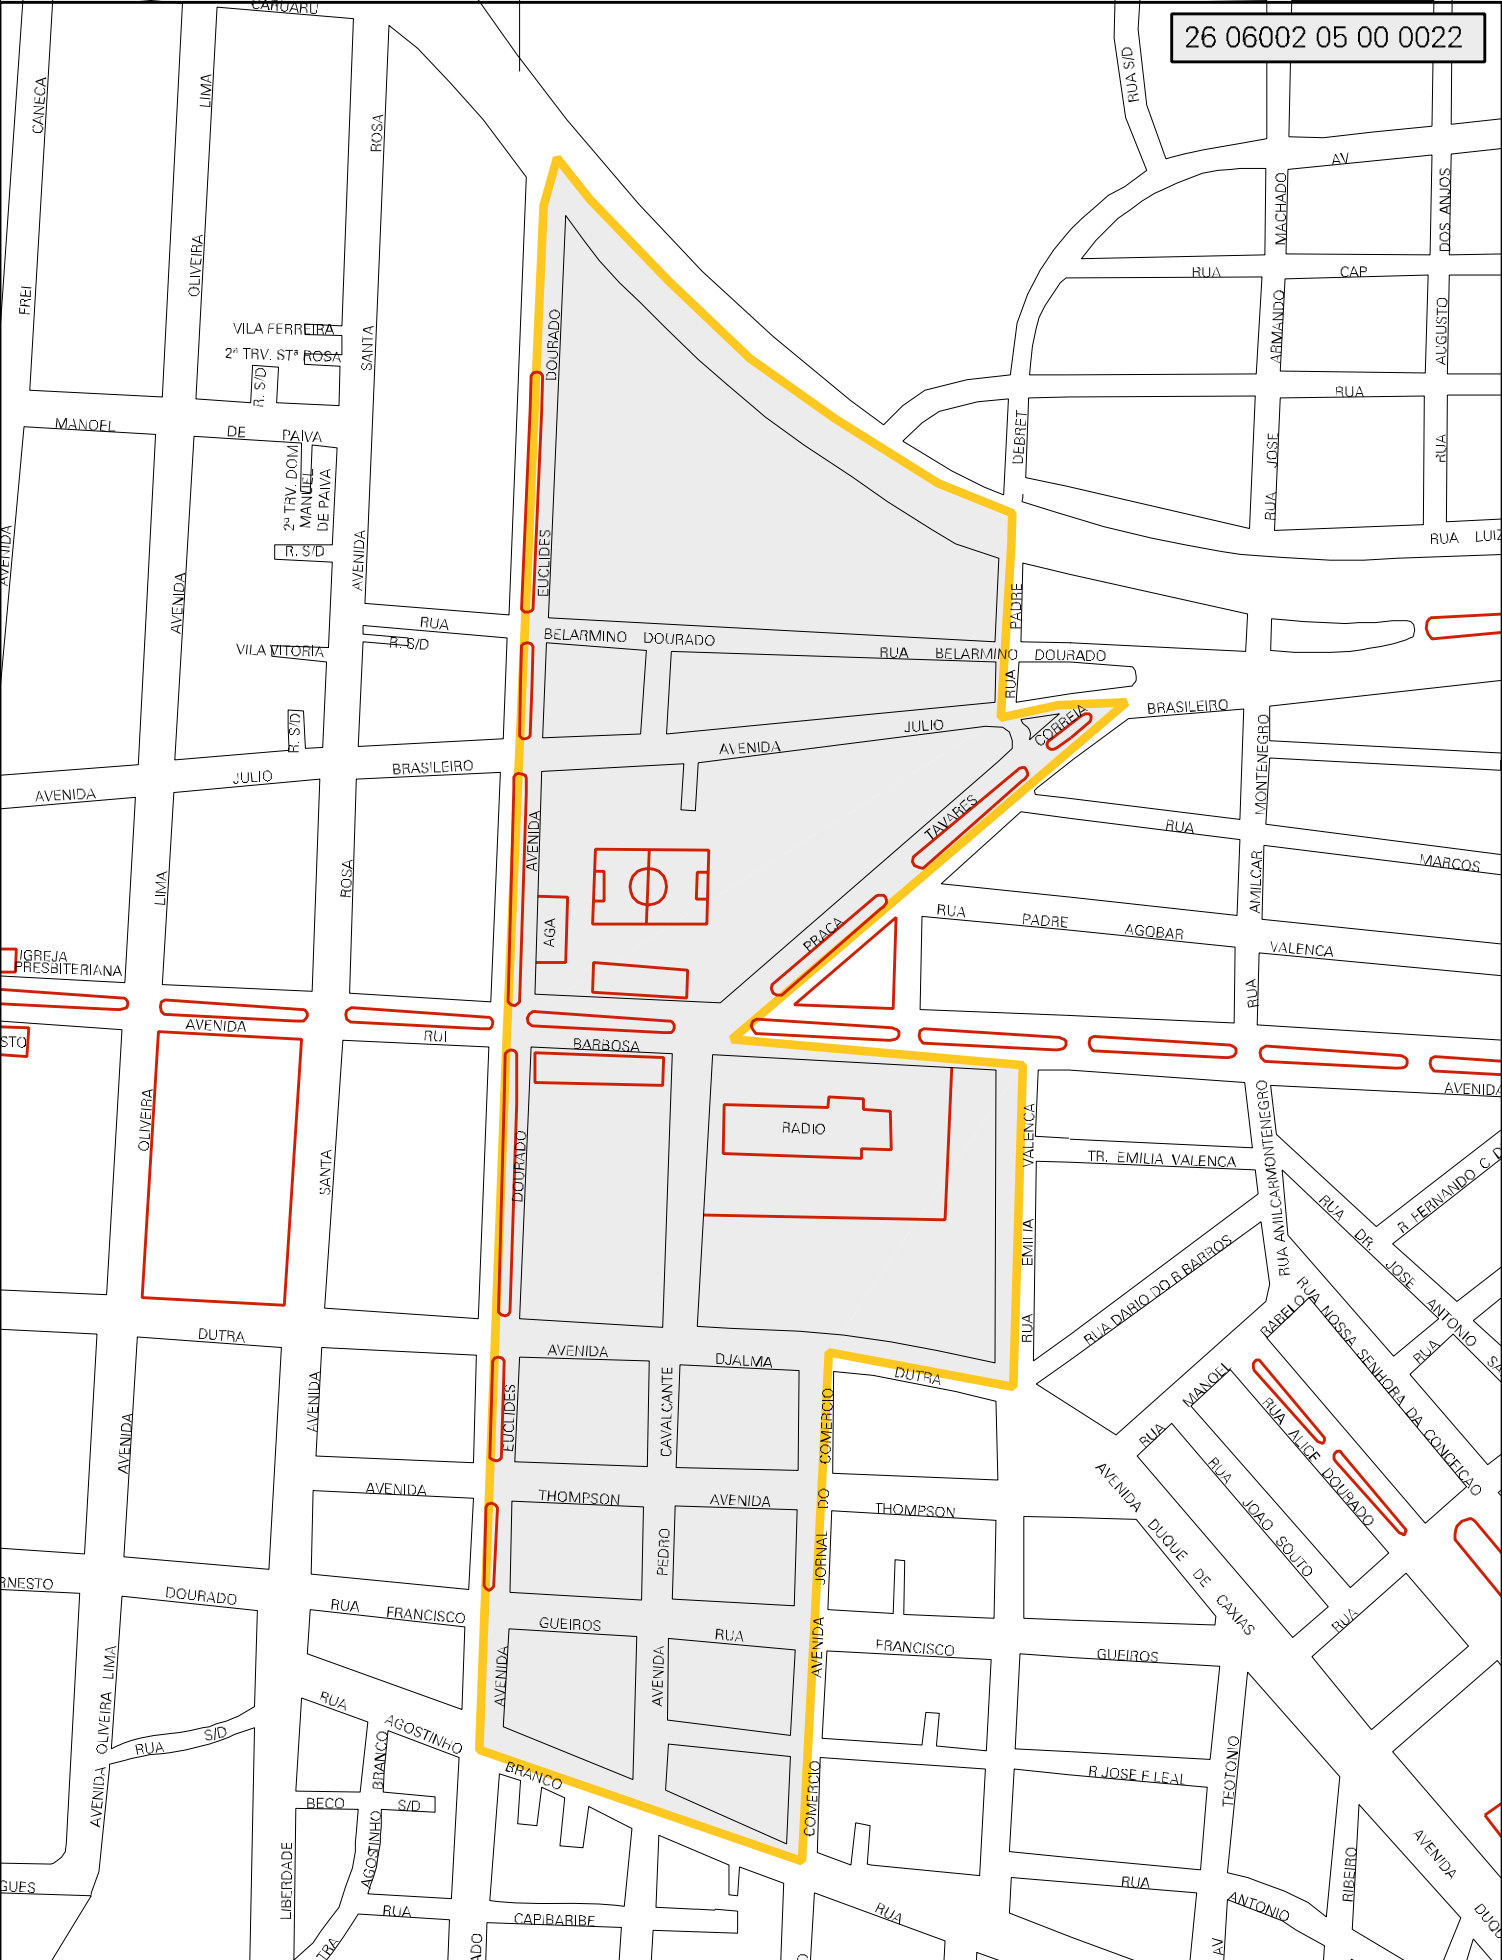 CARUARU
26 06002 05 00 0022
RUA S/D
CANECA
LIMA
ROSA
AV
MACHADO
DOS ANJOS
OLIVEIRA
FREI
RUA
CAP
ARMANDO
AUGUSTO
VILA FERREIRA
2ª TRV. STª ROSA
R. S/D
SANTA
DOURADO
RUA
MANOEL
DE
PAIVA
2ª TRV. DOM
MANUEL
DE PAIVA
DEBRET
JOSE
RUA
RUA
RUA LUIZ
R. S/D
AVENIDA
AVENIDA
AVENIDA
EUCLIDES
PADRE
RUA
R. S/D
BELARMINO DOURADO
RUA BELARMINO DOURADO
VILA VITORIA
RUA
R. S/D
JULIO
CORREIA
BRASILEIRO
AVENIDA
MONTENEGRO
BRASILEIRO
JULIO
AVENIDA
AVENIDA
TAVARES
RUA
MARCOS
LIMA
ROSA
AMILCAR
AGA
PRACA
RUA
PADRE
AGOBAR
VALENCA
IGREJA
PRESBITERIANA
RUA
AVENIDA
RUI
BARBOSA
STO
AVENIDA
OLIVEIRA
SANTA
DOURADO
RADIO
VALENCA
TR. EMILIA VALENCA
RUA AMILCARMONTENEGRO
R FERNANDO C D
RUA DR. JOSE ANTONIO SA
EMILIA
RUA
RUA DARIO DO R BARROS
RUA NOSSA SENHORA DA CONCEICAO
RABELO
DUTRA
AVENIDA
DJALMA
DUTRA
RUA
MANOEL
AVENIDA
EUCLIDES
CAVALCANTE
COMERCIO
RUA ALICE DOURADO
RUA
AVENIDA
RUA JOAO SOUTO
AVENIDA DUQUE DE CAXIAS
AVENIDA
THOMPSON
AVENIDA
THOMPSON
DO
PEDRO
JORNAL
RNESTO
DOURADO
RUA
FRANCISCO
GUEIROS
RUA
FRANCISCO
GUEIROS
RUA
AVENIDA OLIVEIRA LIMA
AVENIDA
AVENIDA
AVENIDA
RUA
AGOSTINHO
BRANCO
RUA
S/D
BRANCO
R JOSE F LEAL
TEOTONIO
COMERCIO
BECO
S/D
AGOSTINHO
LIBERDADE
GUES
RUA
CAPIBARIBE
RUA
RUA
ANTONIO
RIBEIRO
AVENIDA
DUQU
TRA
ADO
AV